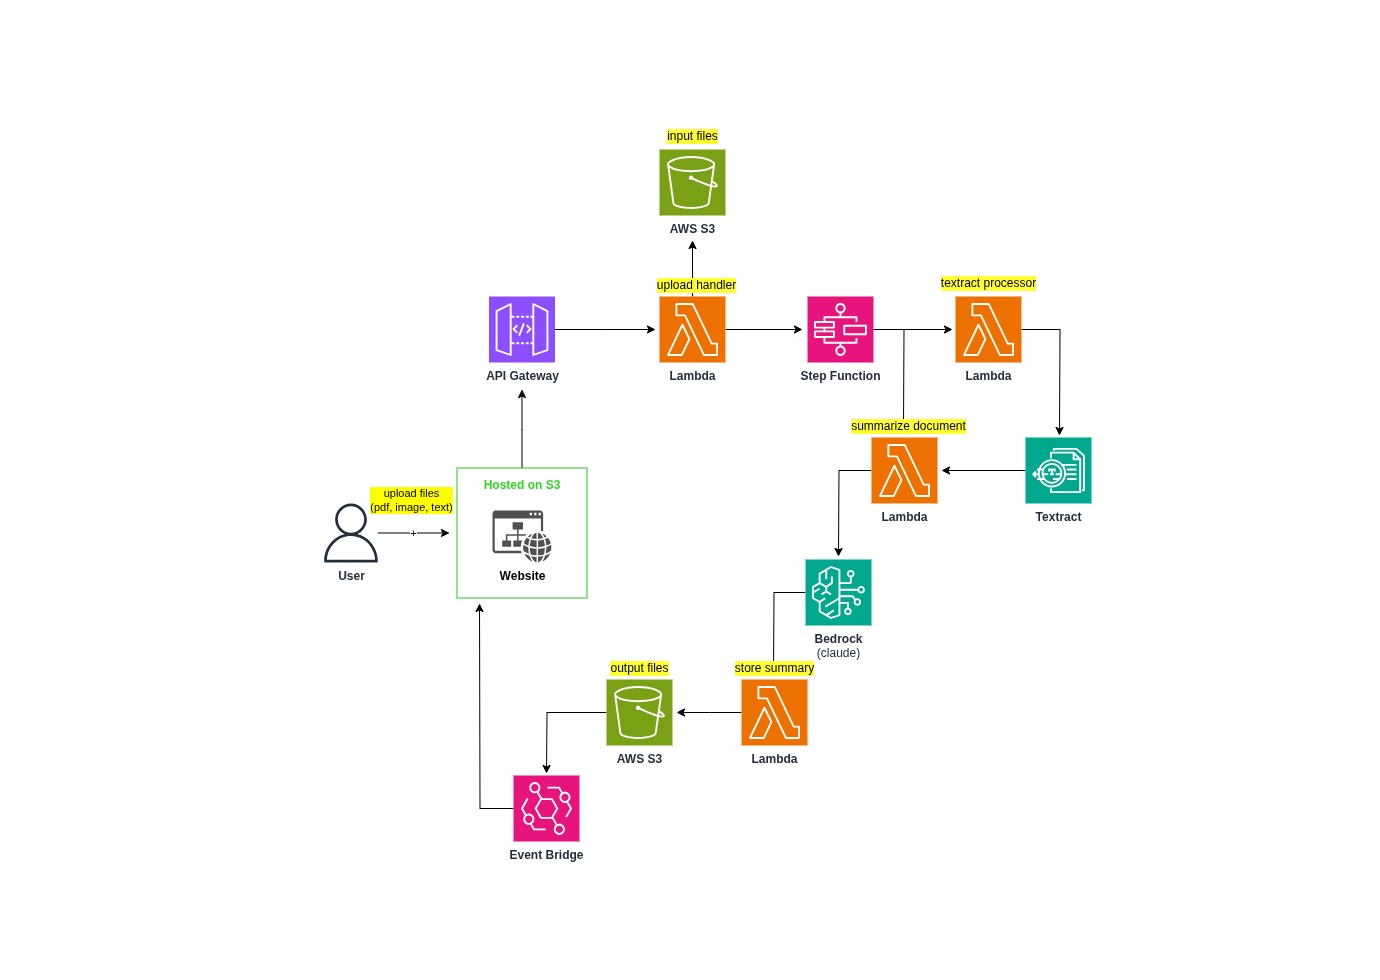 input files
AWS S3
upload handler
textract processor
API Gateway
Lambda
Step Function
Lambda
summarize document
Hosted on S3
upload files
(pdf, image, text)
Lambda
Textract
User
Website
Bedrock
(claude)
output files
store summary
AWS S3
Lambda
Event Bridge